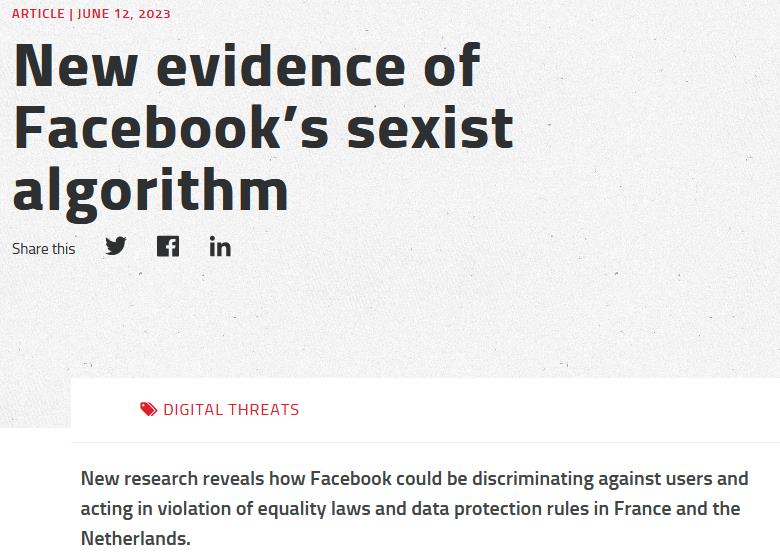 ARTICLE | JUNE 12, 2023
New evidence of
Facebook’s sexist
algorithm
Share this
DIGITAL THREATS
New research reveals how Facebook could be discriminating against users and
acting in violation of equality laws and data protection rules in France and the
Netherlands.